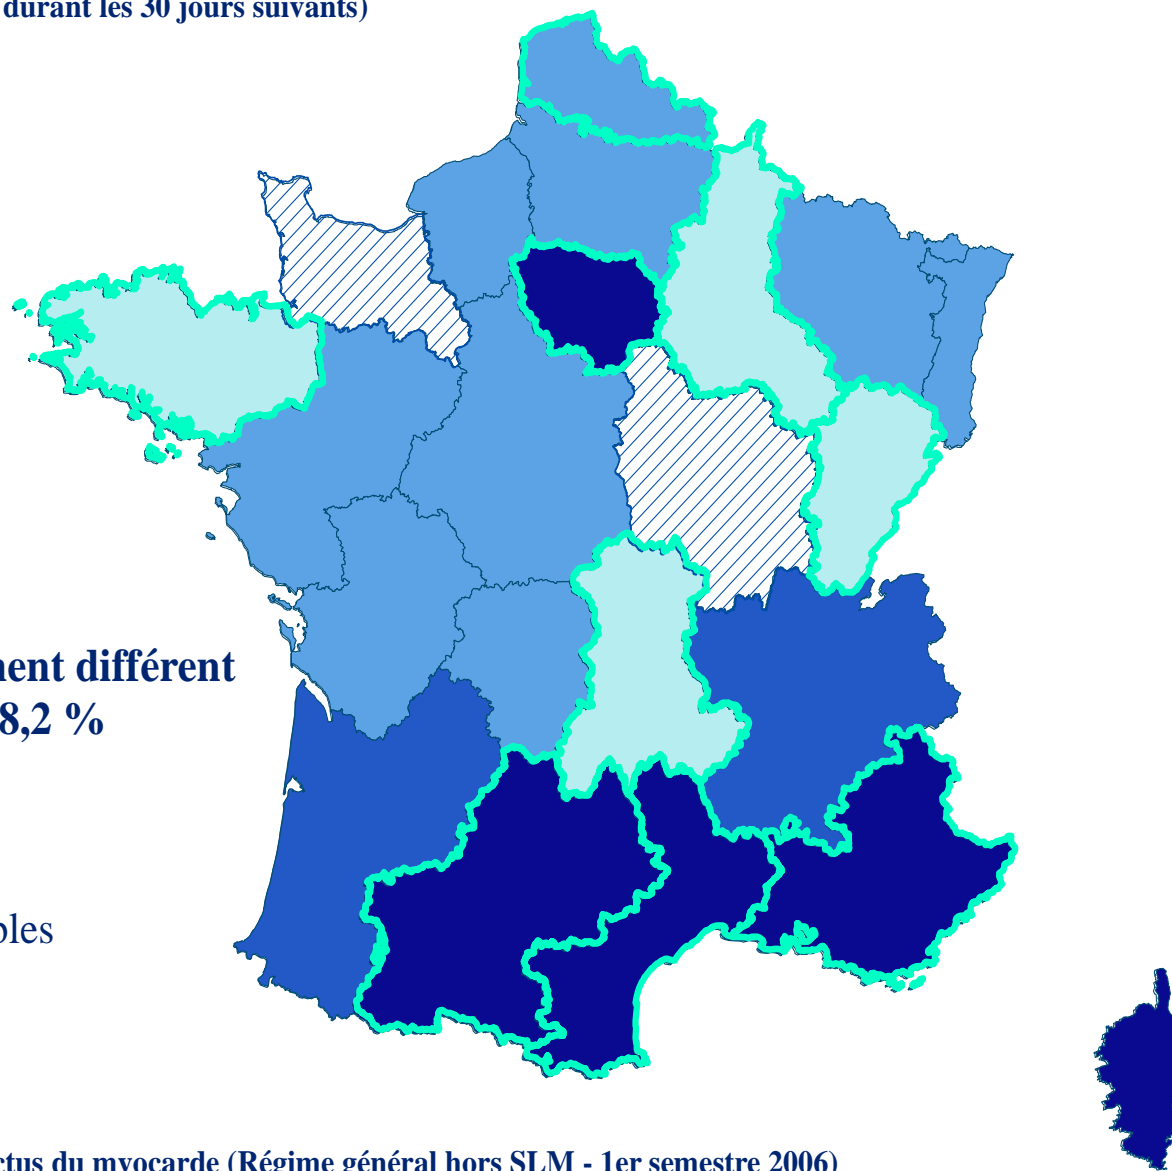 durant les 30 jours suivants)
ment différent
8,2 %
bles
ctus du myocarde (Régime général hors SLM - 1er semestre 2006)